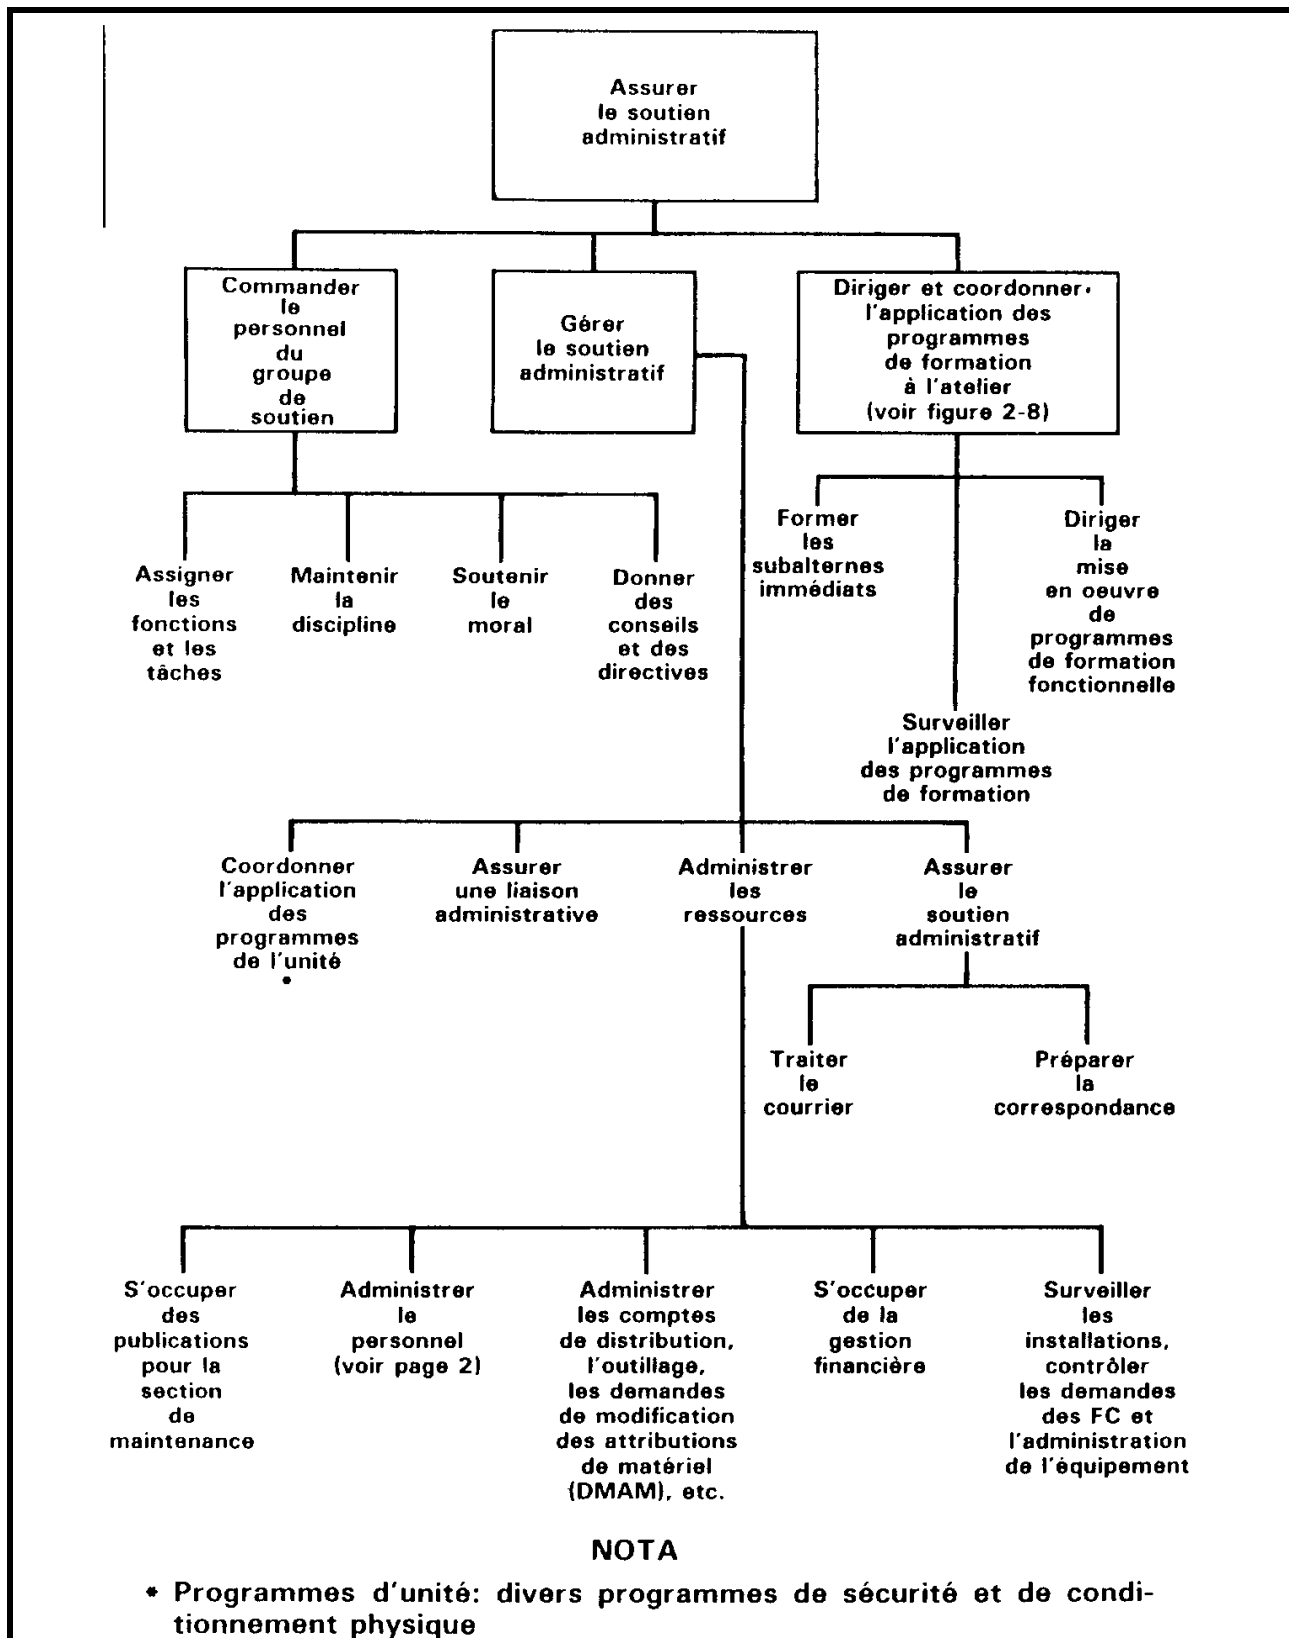 Assurer
le soutien
administratif
Commander
le
personnel
du
groupe
de
soutien
Gérer
le soutien
administratif
Diriger et coordonner
l'application des
programmes
de formation
à l'atelier
(voir figure 2-8)
Assigner
les
fonctions
et les
tâches
Maintenir
la
discipline
Soutenir
le
moral
Donner
des
conseils
et des
directives
Former
les
subalternes
immédiats
Surveiller
l'application
des programmes
de formation
Diriger
la
mise
en oeuvre
de
programmes
de formation
fonctionnelle
Coordonner
l'application
des
programmes
de l'unité
*
Assurer
une liaison
administrative
Administrer
les
ressources
Assurer
le
soutien
administratif
Traiter
le
courrier
Préparer
la
correspondance
S'occuper
des
publications
pour la
section
de
maintenance
Administrer
le
personnel
(voir page 2)
Administrer
les comptes
de distribution,
l'outillage,
les demandes
de modification
des attributions
de matériel
(DMAM), etc.
S'occuper
de la
gestion
financière
Surveiller
les
installations,
contrôler
les demandes
des FC et
l'administration
de l'équipement
NOTA
* Programmes d'unité: divers programmes de sécurité et de condi-
tionnement physique